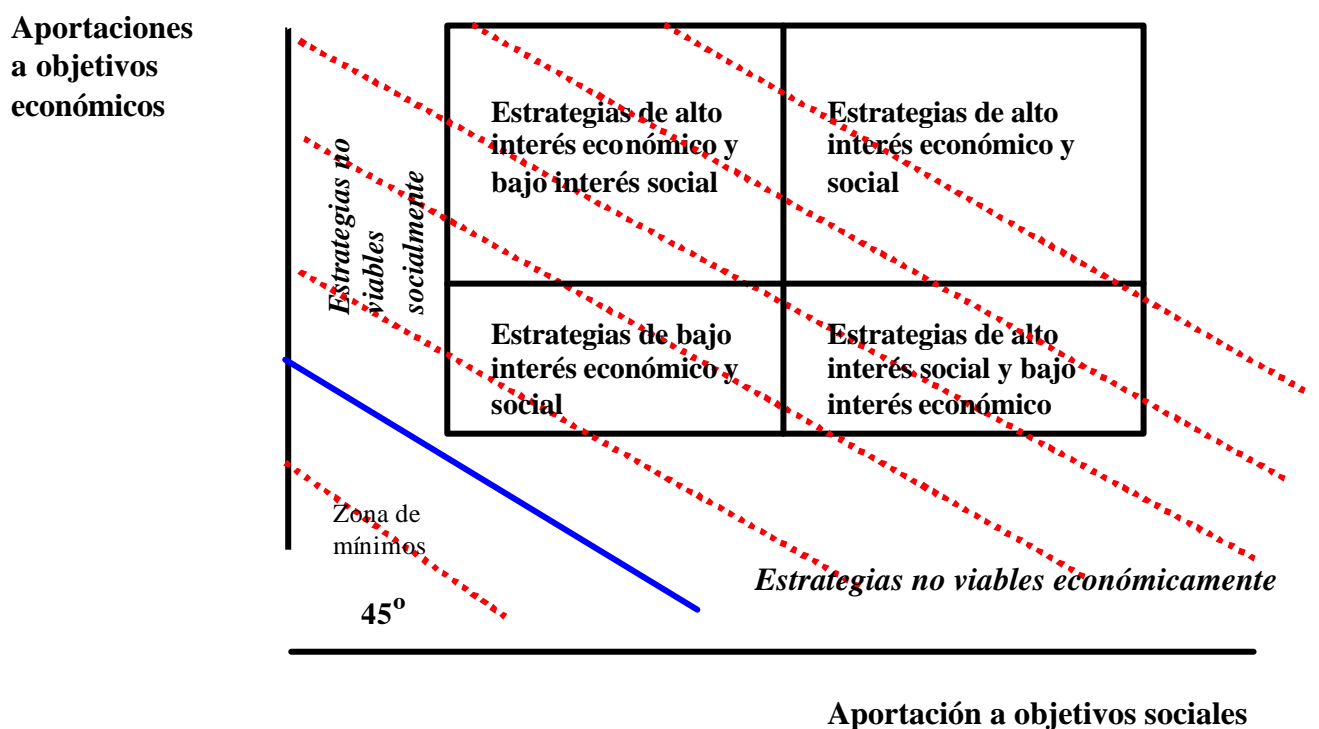 Aportaciones
a objetivos
económicos
Estrategias no
viables
socialmente
Estrategias de alto
interés económico y
bajo interés social
Estrategias de alto
interés económico y
social
Estrategias de bajo
interés económico y
social
Estrategias de alto
interés social y bajo
interés económico
Zona de
mínimos
45º
Estrategias no viables económicamente
Aportación a objetivos sociales